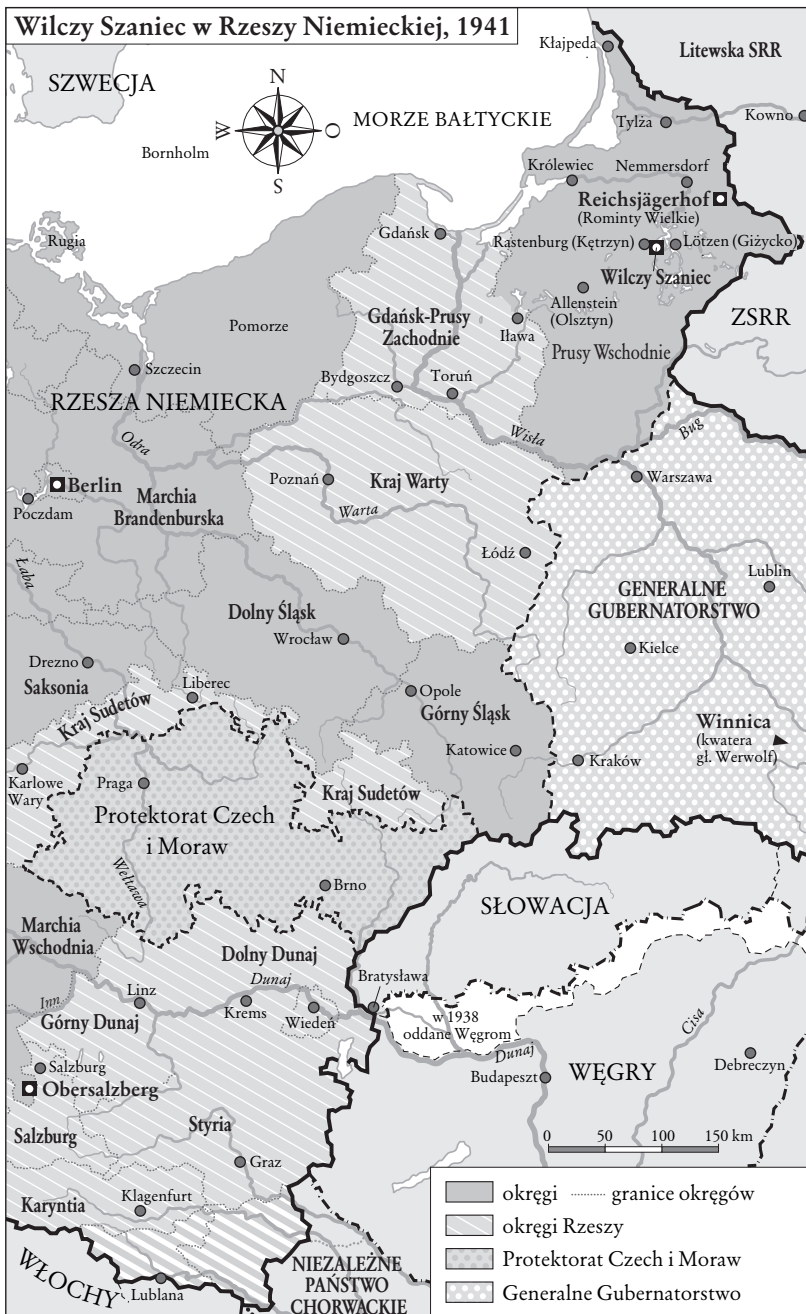 Wilczy Szaniec w Rzeszy Niemieckiej, 1941
Kłajpeda
Litewska SRR
SZWECJA
N
W
O
S
MORZE BAŁTYCKIE
Bornholm
Tylża
Kowno
Królewiec
Nemmersdorf
Reichsjägerhof
(Rominty Wielkie)
Rugia
Gdańsk
Rastenburg (Kętrzyn)
Lötzen (Giżycko)
Wilczy Szaniec
Allenstein
(Olsztyn)
ZSRR
Pomorze
Gdańsk-Prusy
Zachodnie
Iława
Prusy Wschodnie
Szczecin
Bydgoszcz
Toruń
RZESZA NIEMIECKA
Odra
Wisła
Bug
Berlin
Poczdam
Marchia
Brandenburska
Poznań
Kraj Warty
Warta
Warszawa
Łaba
Łódź
Lublin
GENERALNE
GUBERNATORSTWO
Dolny Śląsk
Wrocław
Kielce
Drezno
Saksonia
Liberec
Opole
Górny Śląsk
Kraj Sudetów
Winnica
(kwatera
gł. Werwolf)
Katowice
Kraków
Karlowe
Wary
Praga
Kraj Sudetów
Protektorat Czech
i Moraw
Wełtawa
Brno
SŁOWACJA
Marchia
Wschodnia
Dolny Dunaj
Bratysława
Linz
Dunaj
Inn
Krems
Wiedeń
Górny Dunaj
w 1938
oddane Węgrom
Dunaj
Cisa
Salzburg
Obersalzberg
WĘGRY
Debreczyn
Budapeszt
Salzburg
Styria
0 50 100 150 km
Graz
Karyntia
Klagenfurt
WŁOCHY
Lublana
NIEZALEŻNE
PAŃSTWO
CHORWACKIE
okręgi granice okręgów
okręgi Rzeszy
Protektorat Czech i Moraw
Generalne Gubernatorstwo